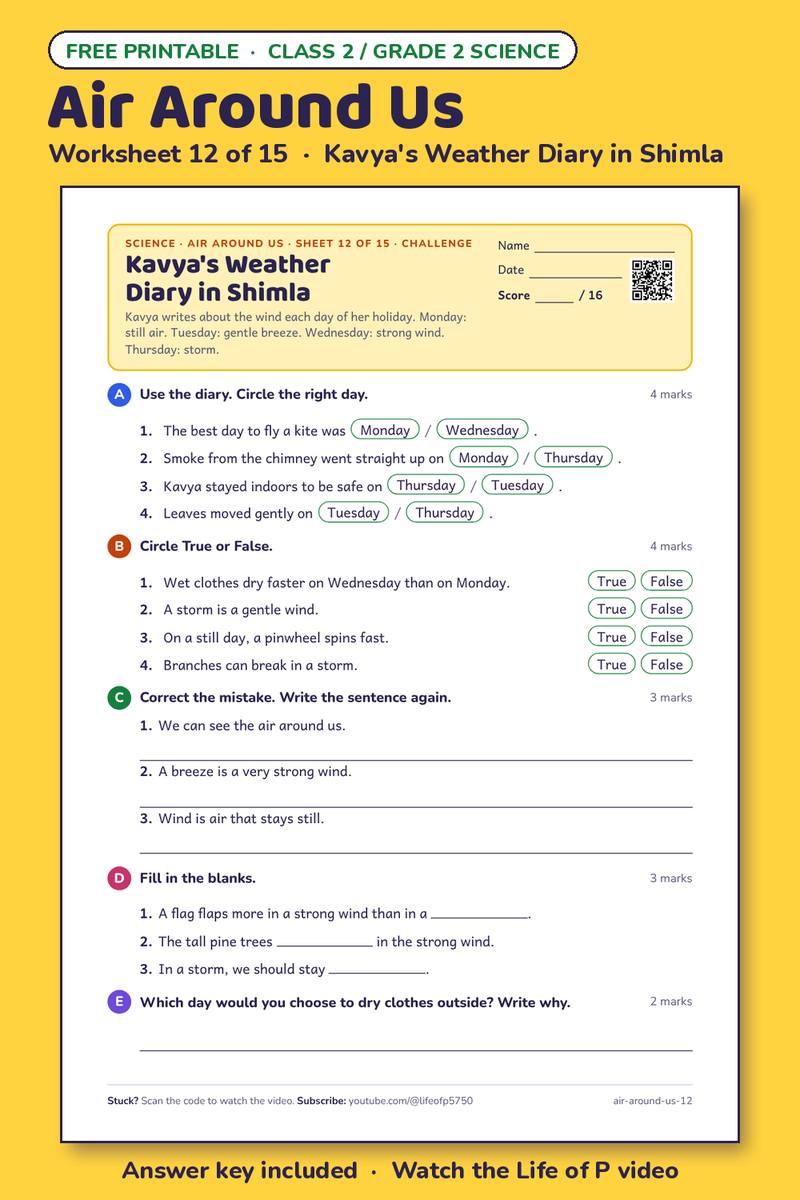 FREE PRINTABLE · CLASS 2 / GRADE 2 SCIENCE
Air Around Us
Worksheet 12 of 15 · Kavya's Weather Diary in Shimla
SCIENCE · AIR AROUND US · SHEET 12 OF 15 · CHALLENGE
Kavya's Weather
Diary in Shimla
Kavya writes about the wind each day of her holiday. Monday:
still air. Tuesday: gentle breeze. Wednesday: strong wind.
Thursday: storm.
Name ____________
Date ____________
Score _____ / 16
A Use the diary. Circle the right day. 4 marks
1. The best day to fly a kite was Monday / Wednesday .
2. Smoke from the chimney went straight up on Monday / Thursday .
3. Kavya stayed indoors to be safe on Thursday / Tuesday .
4. Leaves moved gently on Tuesday / Thursday .
B Circle True or False. 4 marks
1. Wet clothes dry faster on Wednesday than on Monday. True False
2. A storm is a gentle wind. True False
3. On a still day, a pinwheel spins fast. True False
4. Branches can break in a storm. True False
C Correct the mistake. Write the sentence again. 3 marks
1. We can see the air around us.
2. A breeze is a very strong wind.
3. Wind is air that stays still.
D Fill in the blanks. 3 marks
1. A flag flaps more in a strong wind than in a ____________.
2. The tall pine trees ____________ in the strong wind.
3. In a storm, we should stay ____________.
E Which day would you choose to dry clothes outside? Write why. 2 marks
Stuck? Scan the code to watch the video. Subscribe: youtube.com/@lifeofp5750 air-around-us-12
Answer key included · Watch the Life of P video